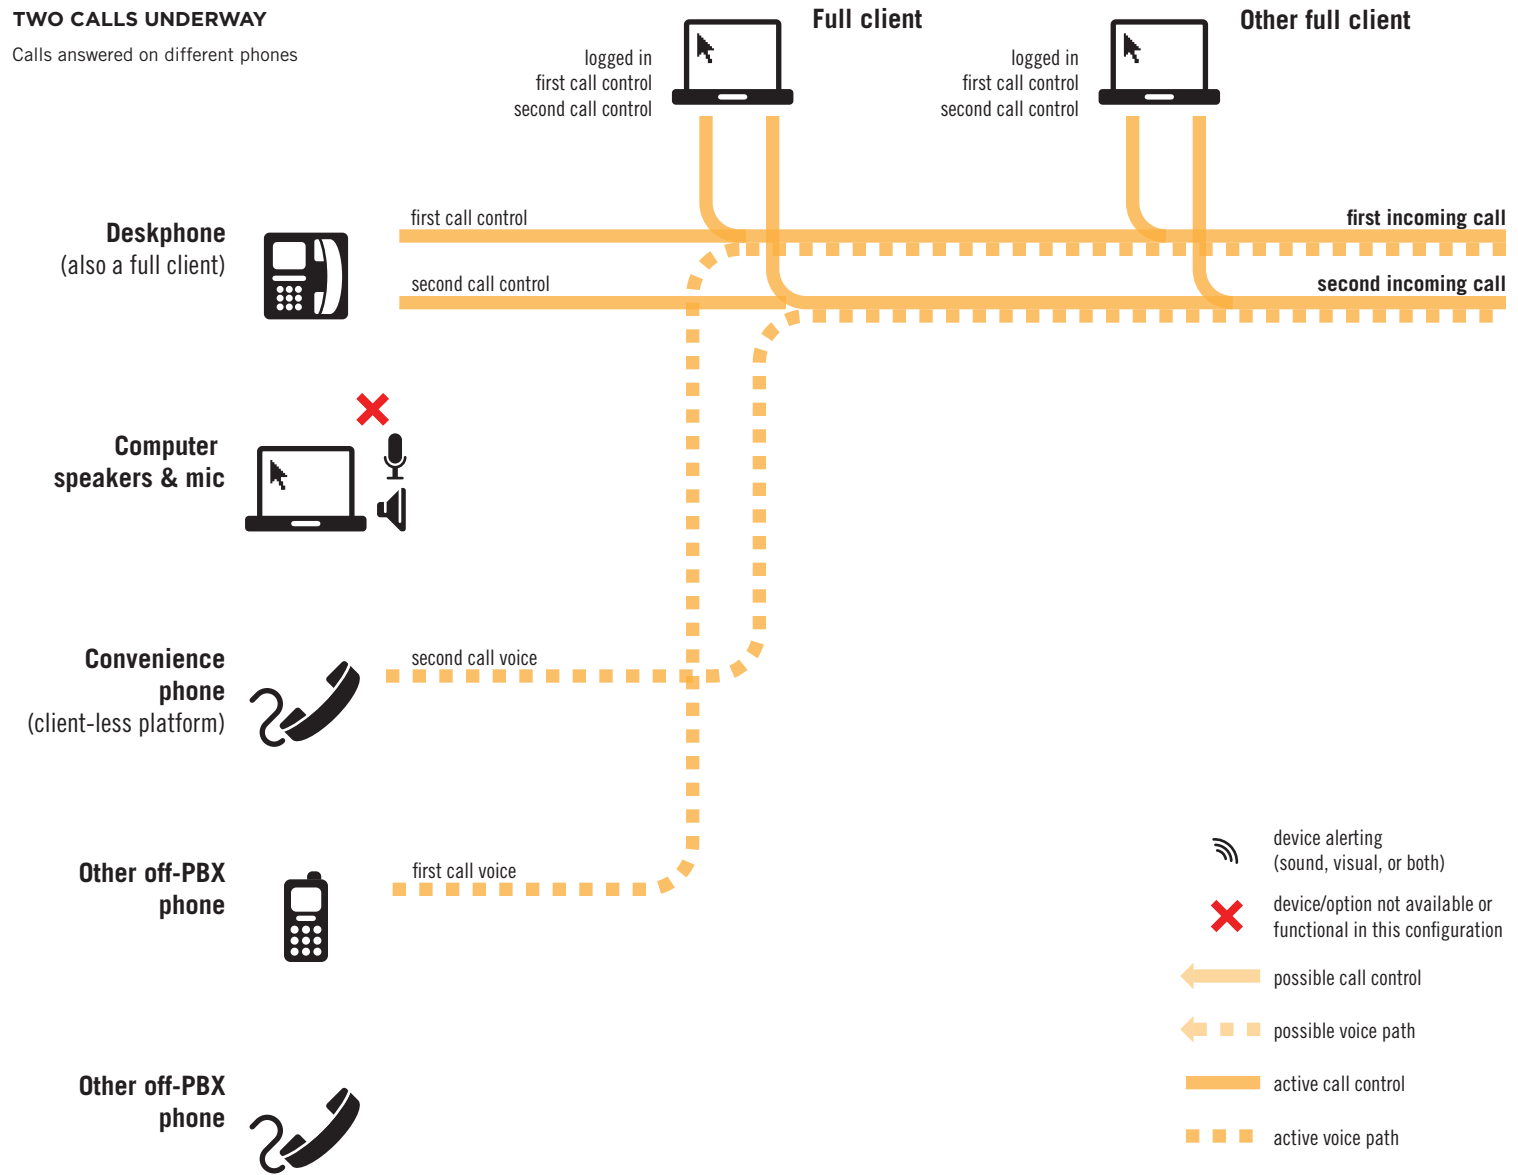 TWO CALLS UNDERWAY
Calls answered on different phones
Full client
logged in
first call control
second call control
Other full client
logged in
first call control
second call control
Deskphone
(also a full client)
first call control
second call control
first incoming call
second incoming call
Computer
speakers & mic
Convenience
phone
(client-less platform)
second call voice
Other off-PBX
phone
first call voice
Other off-PBX
phone
device alerting
(sound, visual, or both)
device/option not available or
functional in this configuration
possible call control
possible voice path
active call control
active voice path